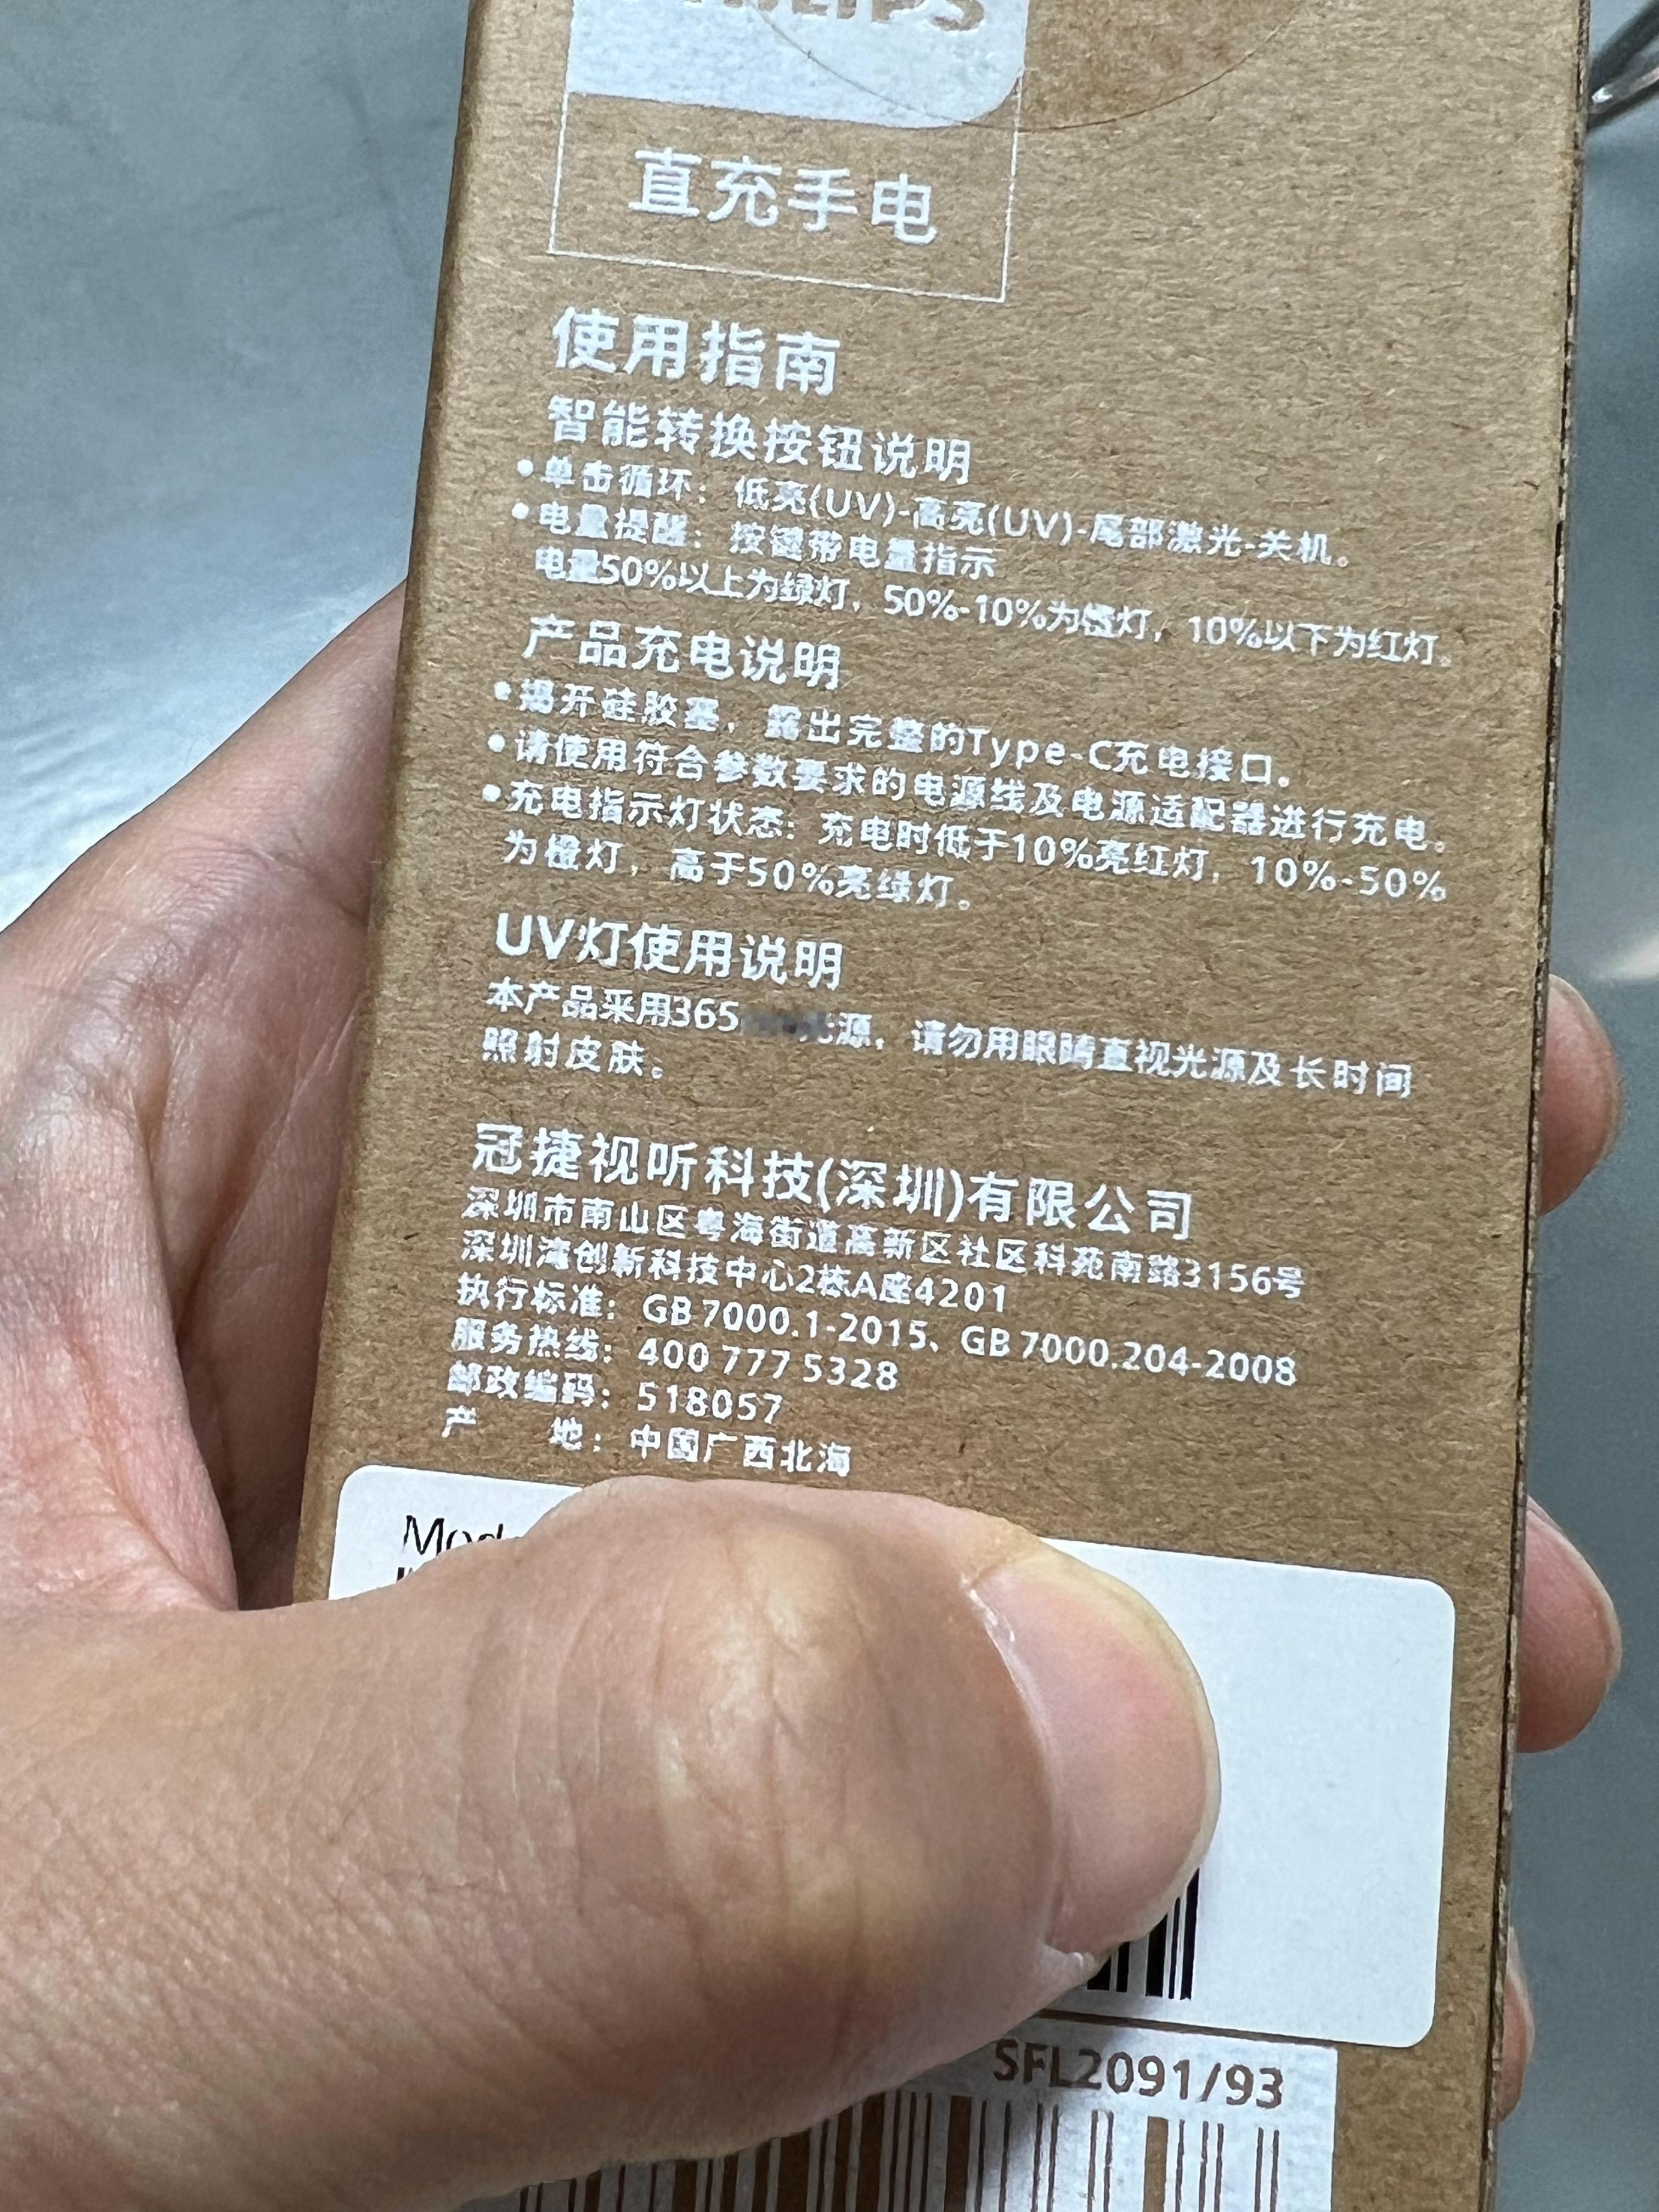 PHILIPS
直充手电
使用指南
智能转换按钮说明
•单击循环：低亮(UV)-高亮(UV)-尾部激光-关机。
•电量提醒：按键带电量指示
电量50%以上为绿灯，50%-10%为橙灯，10%以下为红灯。
产品充电说明
•揭开硅胶塞，露出完整的Type-C充电接口。
•请使用符合参数要求的电源线及电源适配器进行充电。
•充电指示灯状态：充电时低于10%亮红灯，10%-50%
为橙灯，高于50%亮绿灯。
UV灯使用说明
本产品采用365 源，请勿用眼睛直视光源及长时间
照射皮肤。
冠捷视听科技(深圳)有限公司
深圳市南山区粤海街道高新区社区科苑南路3156号
深圳湾创新科技中心2栋A座4201
执行标准：GB 7000.1-2015、GB 7000.204-2008
服务热线：400 777 5328
邮政编码：518057
产 地：中国广西北海
SFL2091/93